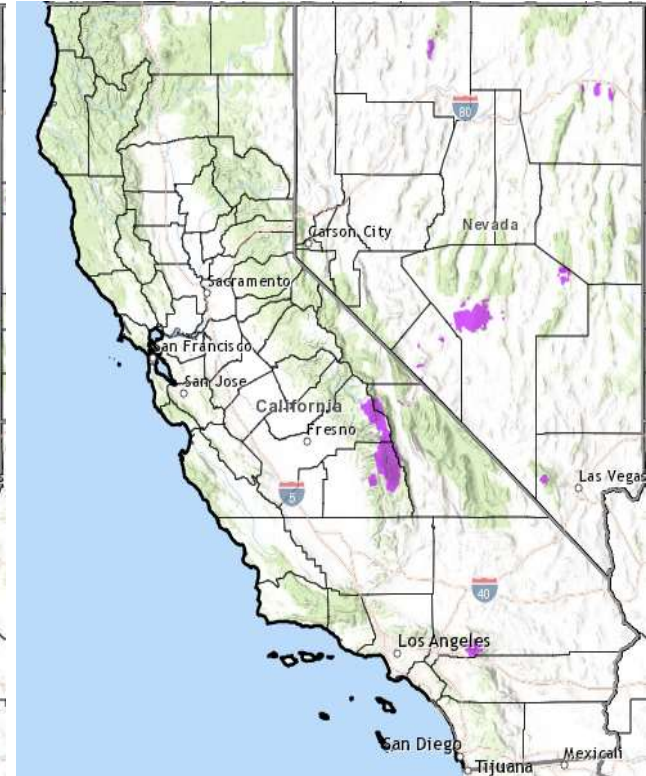 80
Nevada
Carson City
Sacramento
San Francisco
San Jose
California
Fresno
5
Las Vegas
40
Los Angeles
San Diego
Mexicali
Tijuana